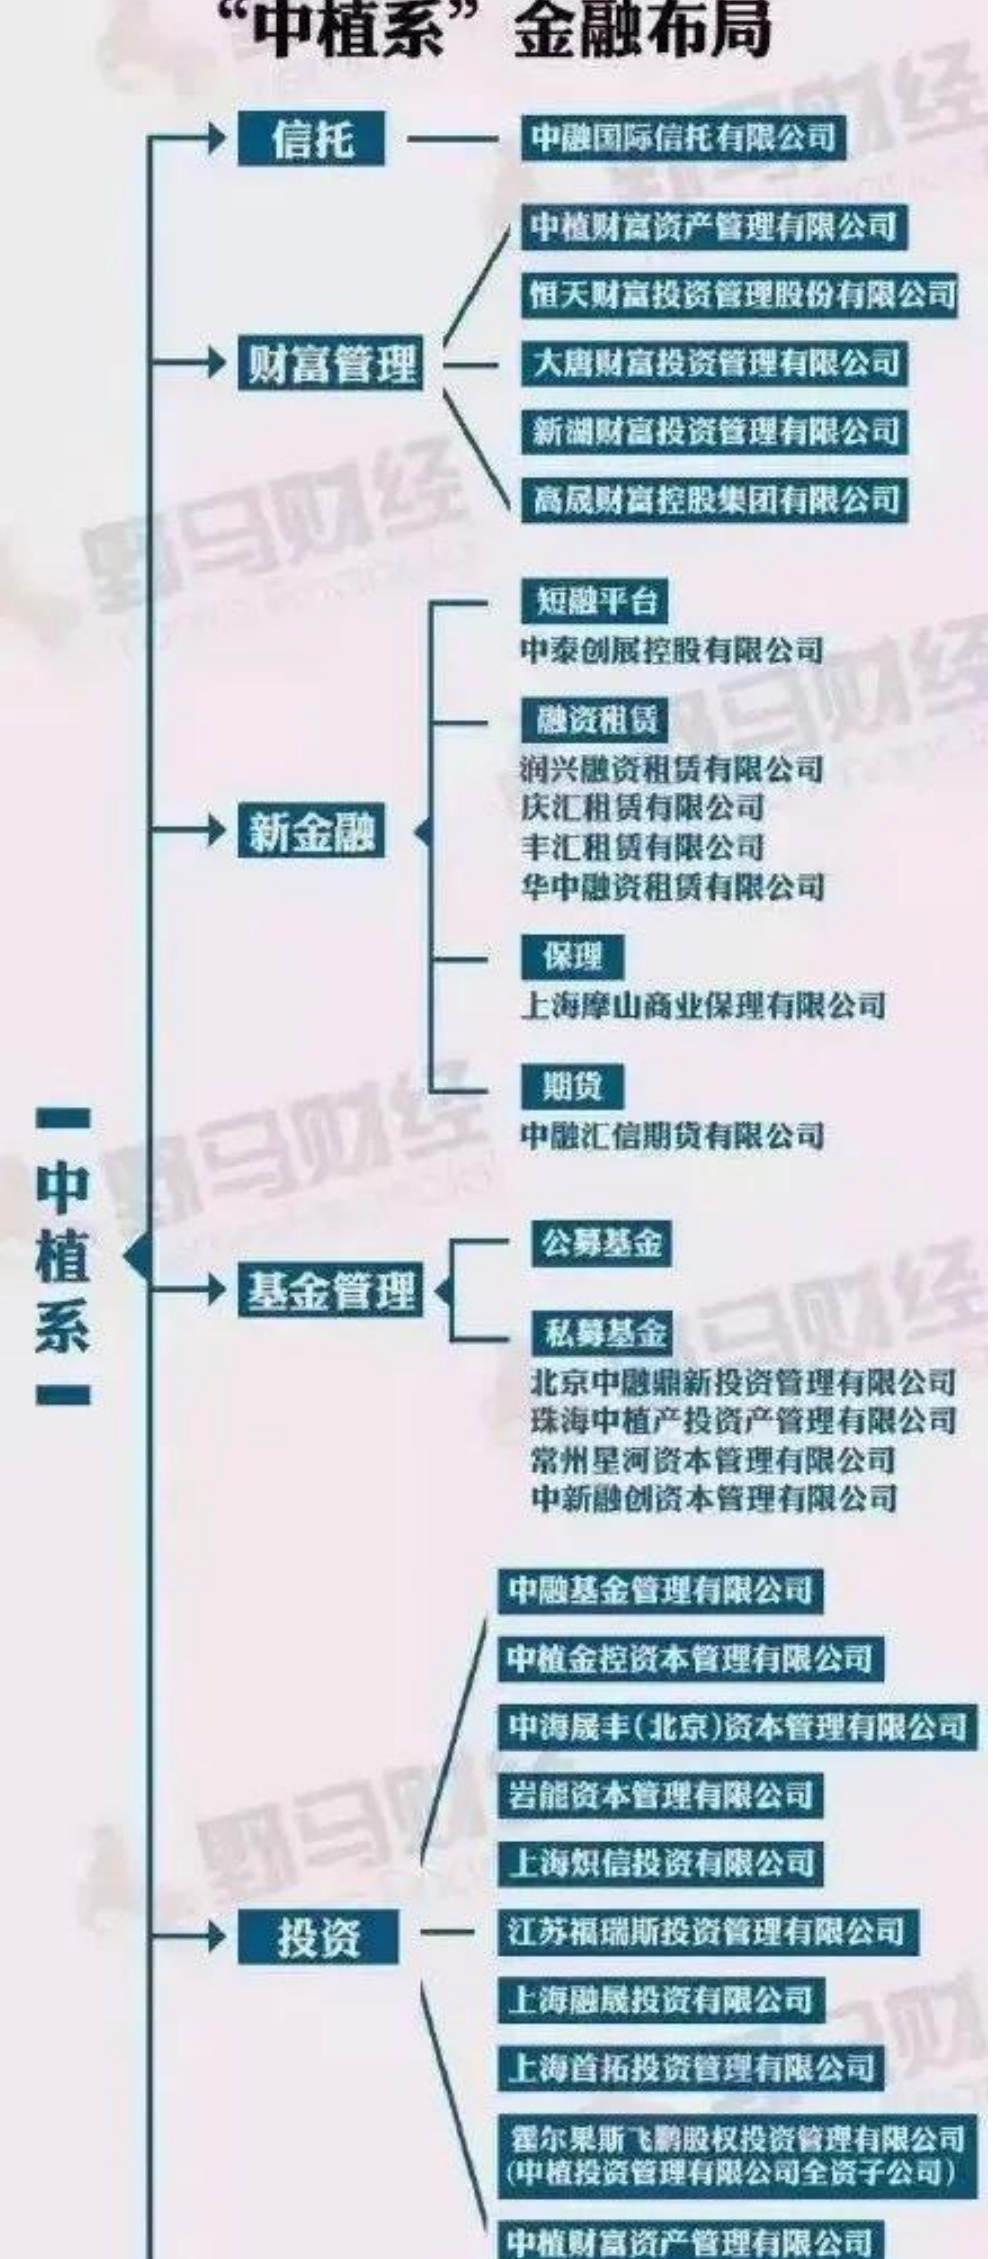 “中植系”金融布局
信托
中融国际信托有限公司
财富管理
中植财富资产管理有限公司
恒天财富投资管理股份有限公司
大唐财富投资管理有限公司
新湖财富投资管理有限公司
高晟财富控股集团有限公司
新金融
短融平台
中泰创展控股有限公司
融资租赁
润兴融资租赁有限公司
庆汇租赁有限公司
丰汇租赁有限公司
华中融资租赁有限公司
保理
上海摩山商业保理有限公司
期货
中融汇信期货有限公司
中植系
基金管理
公募基金
私募基金
北京中融鼎新投资管理有限公司
珠海中植产投资产管理有限公司
常州星河资本管理有限公司
中新融创资本管理有限公司
投资
中融基金管理有限公司
中植金控资本管理有限公司
中海晟丰(北京)资本管理有限公司
岩能资本管理有限公司
上海炽信投资有限公司
江苏福瑞斯投资管理有限公司
上海融晟投资有限公司
上海首拓投资管理有限公司
霍尔果斯飞鹏股权投资管理有限公司
(中植投资管理有限公司全资子公司)
中植财富资产管理有限公司
野马财经
野马财经
野马财经